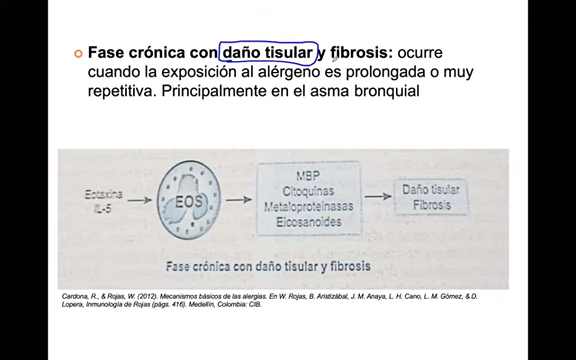 Fase crónica con daño tisular y fibrosis: ocurre
cuando la exposición al alérgeno es prolongada o muy
repetitiva. Principalmente en el asma bronquial
Eotaxina
IL-5
EOS
MBP
Citoquinas
Metaloproteinasas
Eicosanoides
Daño tisular
Fibrosis
Fase crónica con daño tisular y fibrosis
Cardona, R., & Rojas, W. (2012). Mecanismos básicos de las alergias. En W. Rojas, B. Aristizábal, J. M. Anaya, L. H. Cano, L. M. Gómez, & D.
Lopera, Inmunología de Rojas (págs. 416). Medellín, Colombia: CIB.